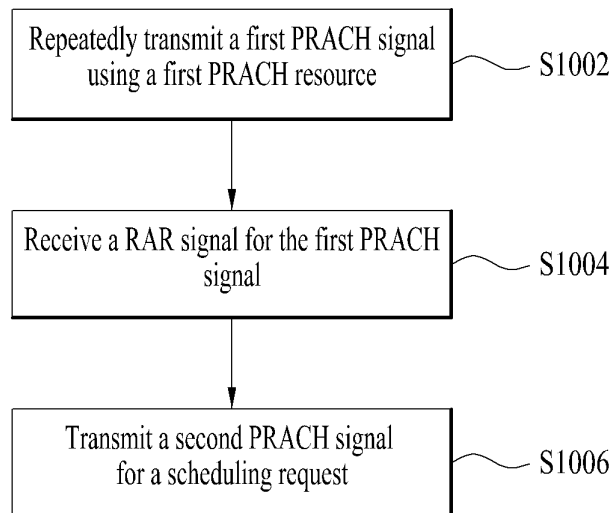 Repeatedly transmit a first PRACH signal
using a first PRACH resource
S1002
Receive a RAR signal for the first PRACH
signal
S1004
Transmit a second PRACH signal
for a scheduling request
S1006